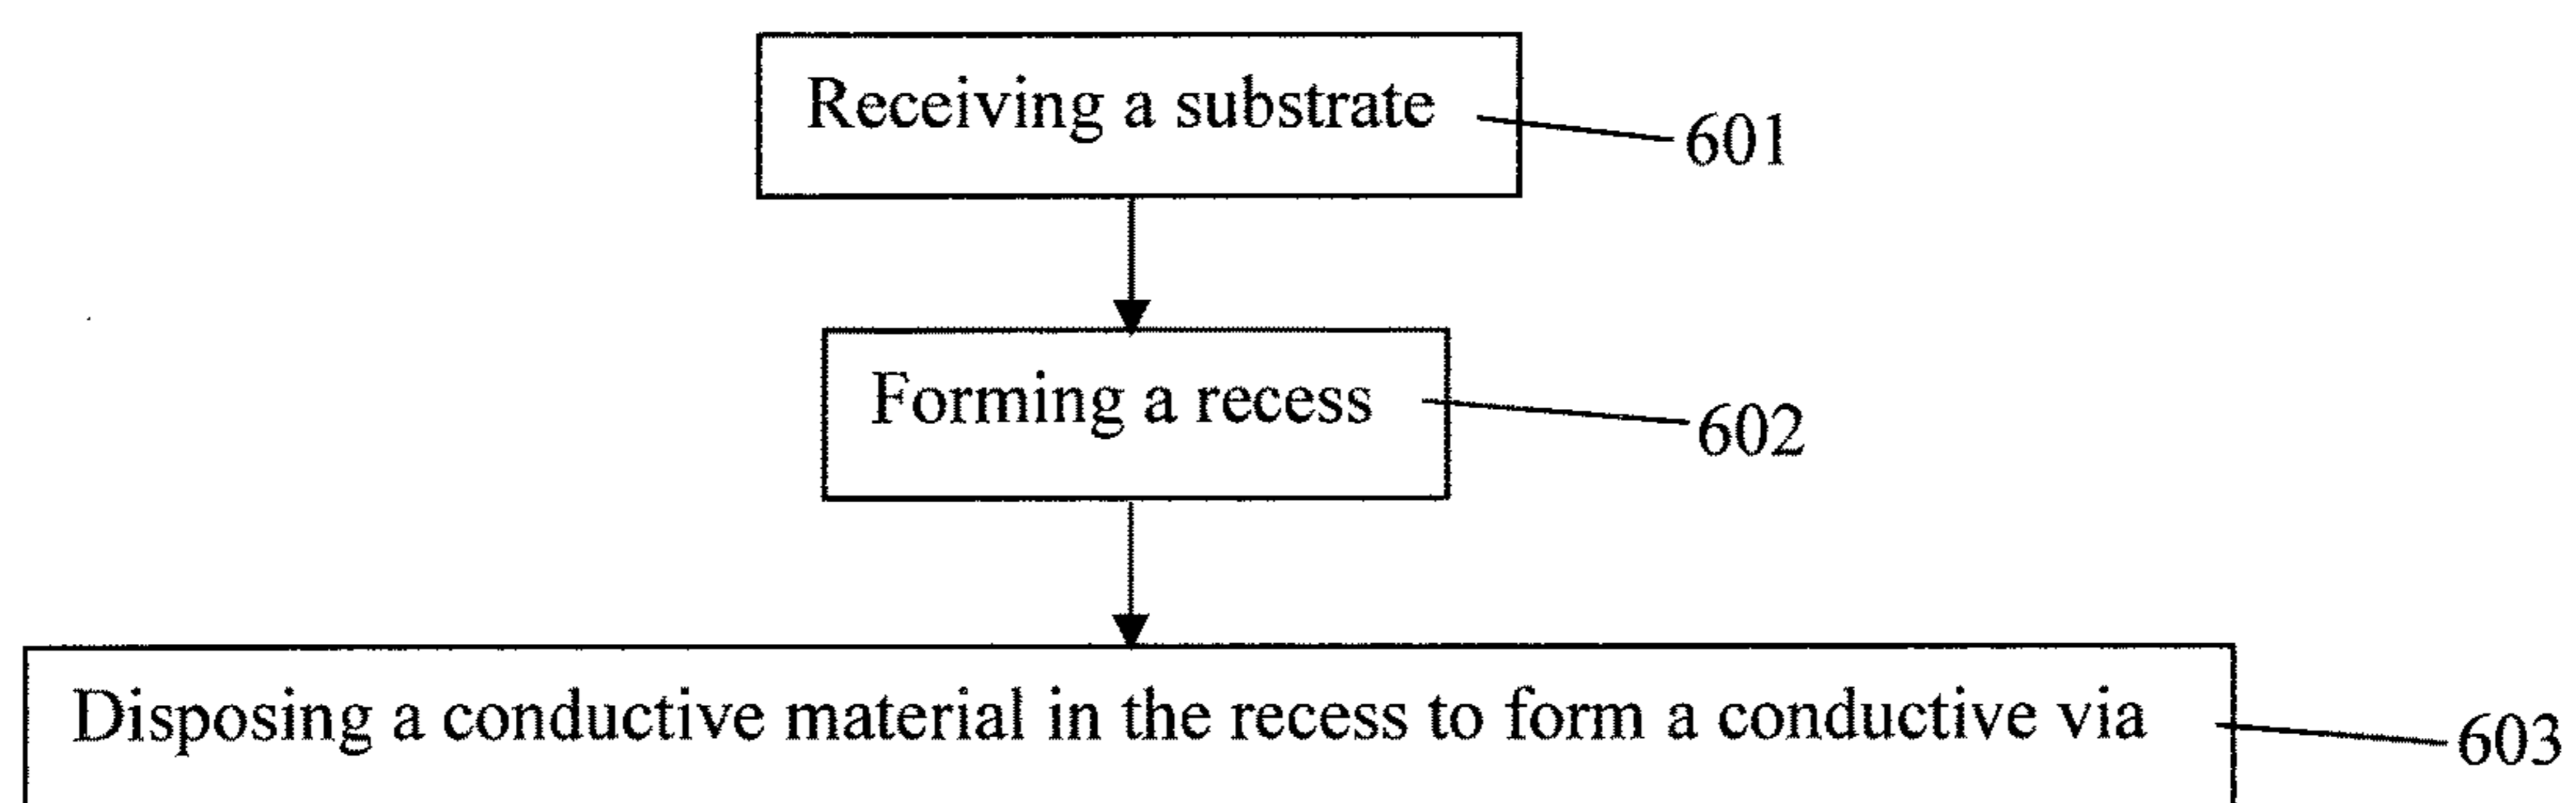 Receiving a substrate
601
Forming a recess
602
Disposing a conductive material in the recess to form a conductive via
603